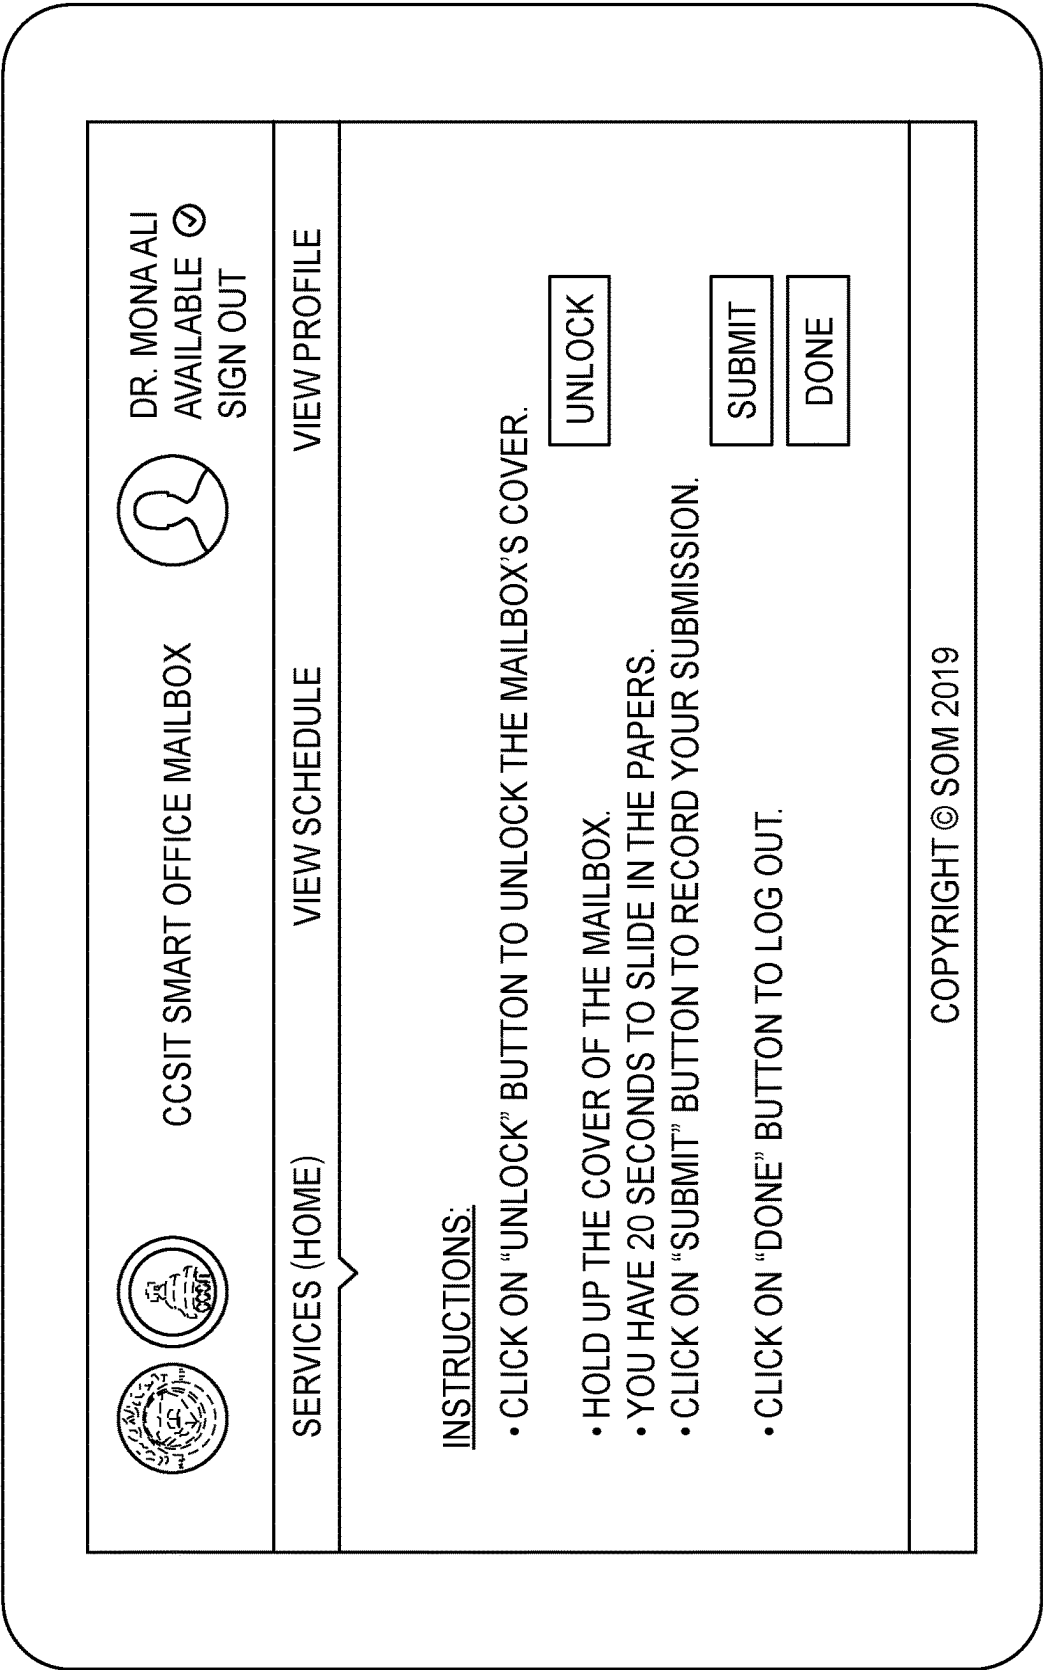 CCSIT SMART OFFICE MAILBOX
DR. MONA ALI
AVAILABLE
SIGN OUT
SERVICES (HOME)
VIEW SCHEDULE
VIEW PROFILE
INSTRUCTIONS:
• CLICK ON "UNLOCK" BUTTON TO UNLOCK THE MAILBOX'S COVER.
UNLOCK
• HOLD UP THE COVER OF THE MAILBOX.
• YOU HAVE 20 SECONDS TO SLIDE IN THE PAPERS.
• CLICK ON "SUBMIT" BUTTON TO RECORD YOUR SUBMISSION.
SUBMIT
• CLICK ON "DONE" BUTTON TO LOG OUT.
DONE
COPYRIGHT © SOM 2019